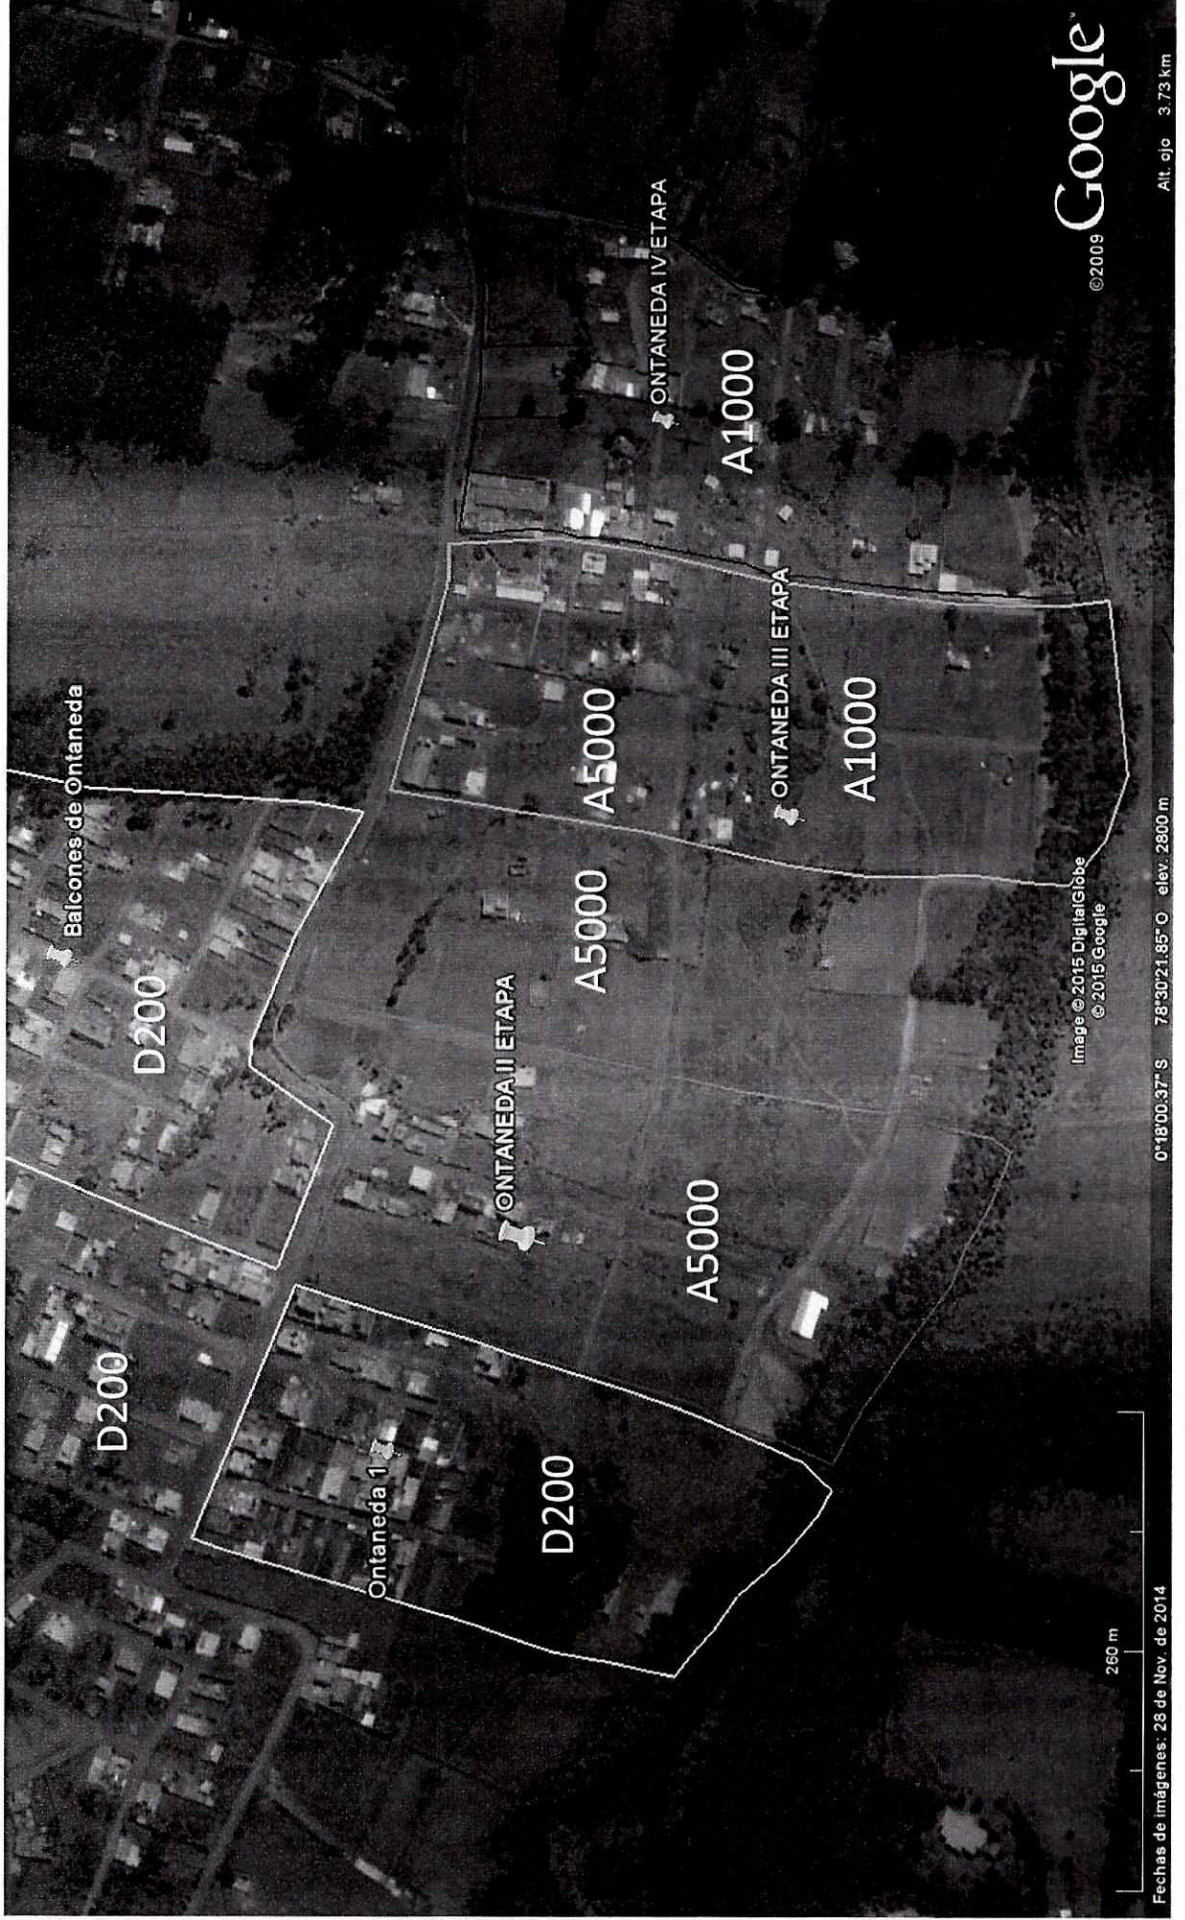 Balcones de Ontaneda
D200
D200
Ontaneda 1
D200
ONTANEDA II ETAPA
A5000
A5000
A5000
ONTANEDA III ETAPA
A1000
ONTANEDA IV ETAPA
A1000
260 m
Image © 2015 DigitalGlobe
© 2015 Google
©2009 Google™
Fechas de imágenes: 28 de Nov. de 2014 0°18'00.37" S 78°30'21.85" O elev. 2800 m Alt. ojo 3.73 km